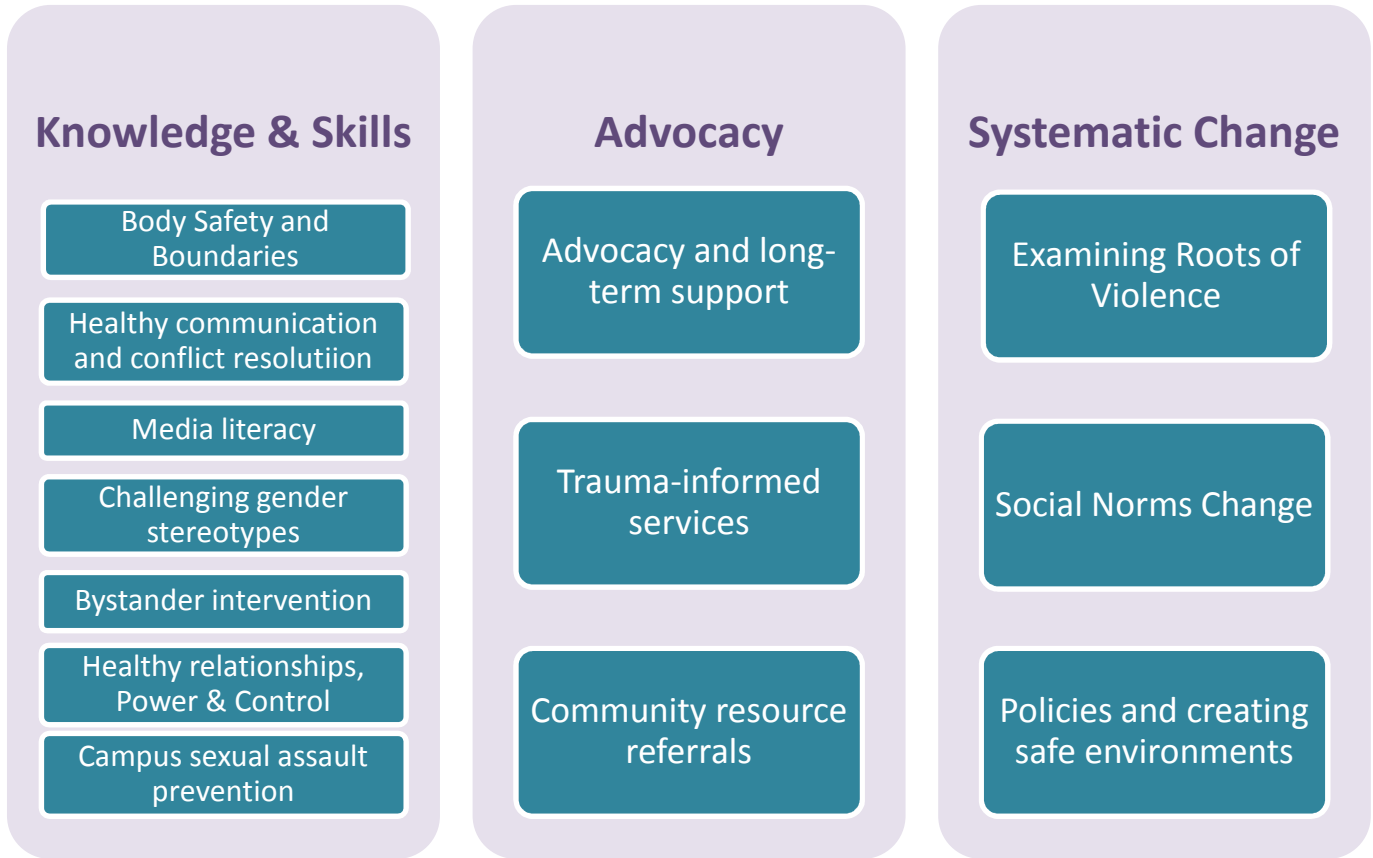 Knowledge & Skills
Body Safety and
Boundaries
Healthy communication
and conflict resolutiion
Media literacy
Challenging gender
stereotypes
Bystander intervention
Healthy relationships,
Power & Control
Campus sexual assault
prevention
Advocacy
Advocacy and long-
term support
Trauma-informed
services
Community resource
referrals
Systematic Change
Examining Roots of
Violence
Social Norms Change
Policies and creating
safe environments